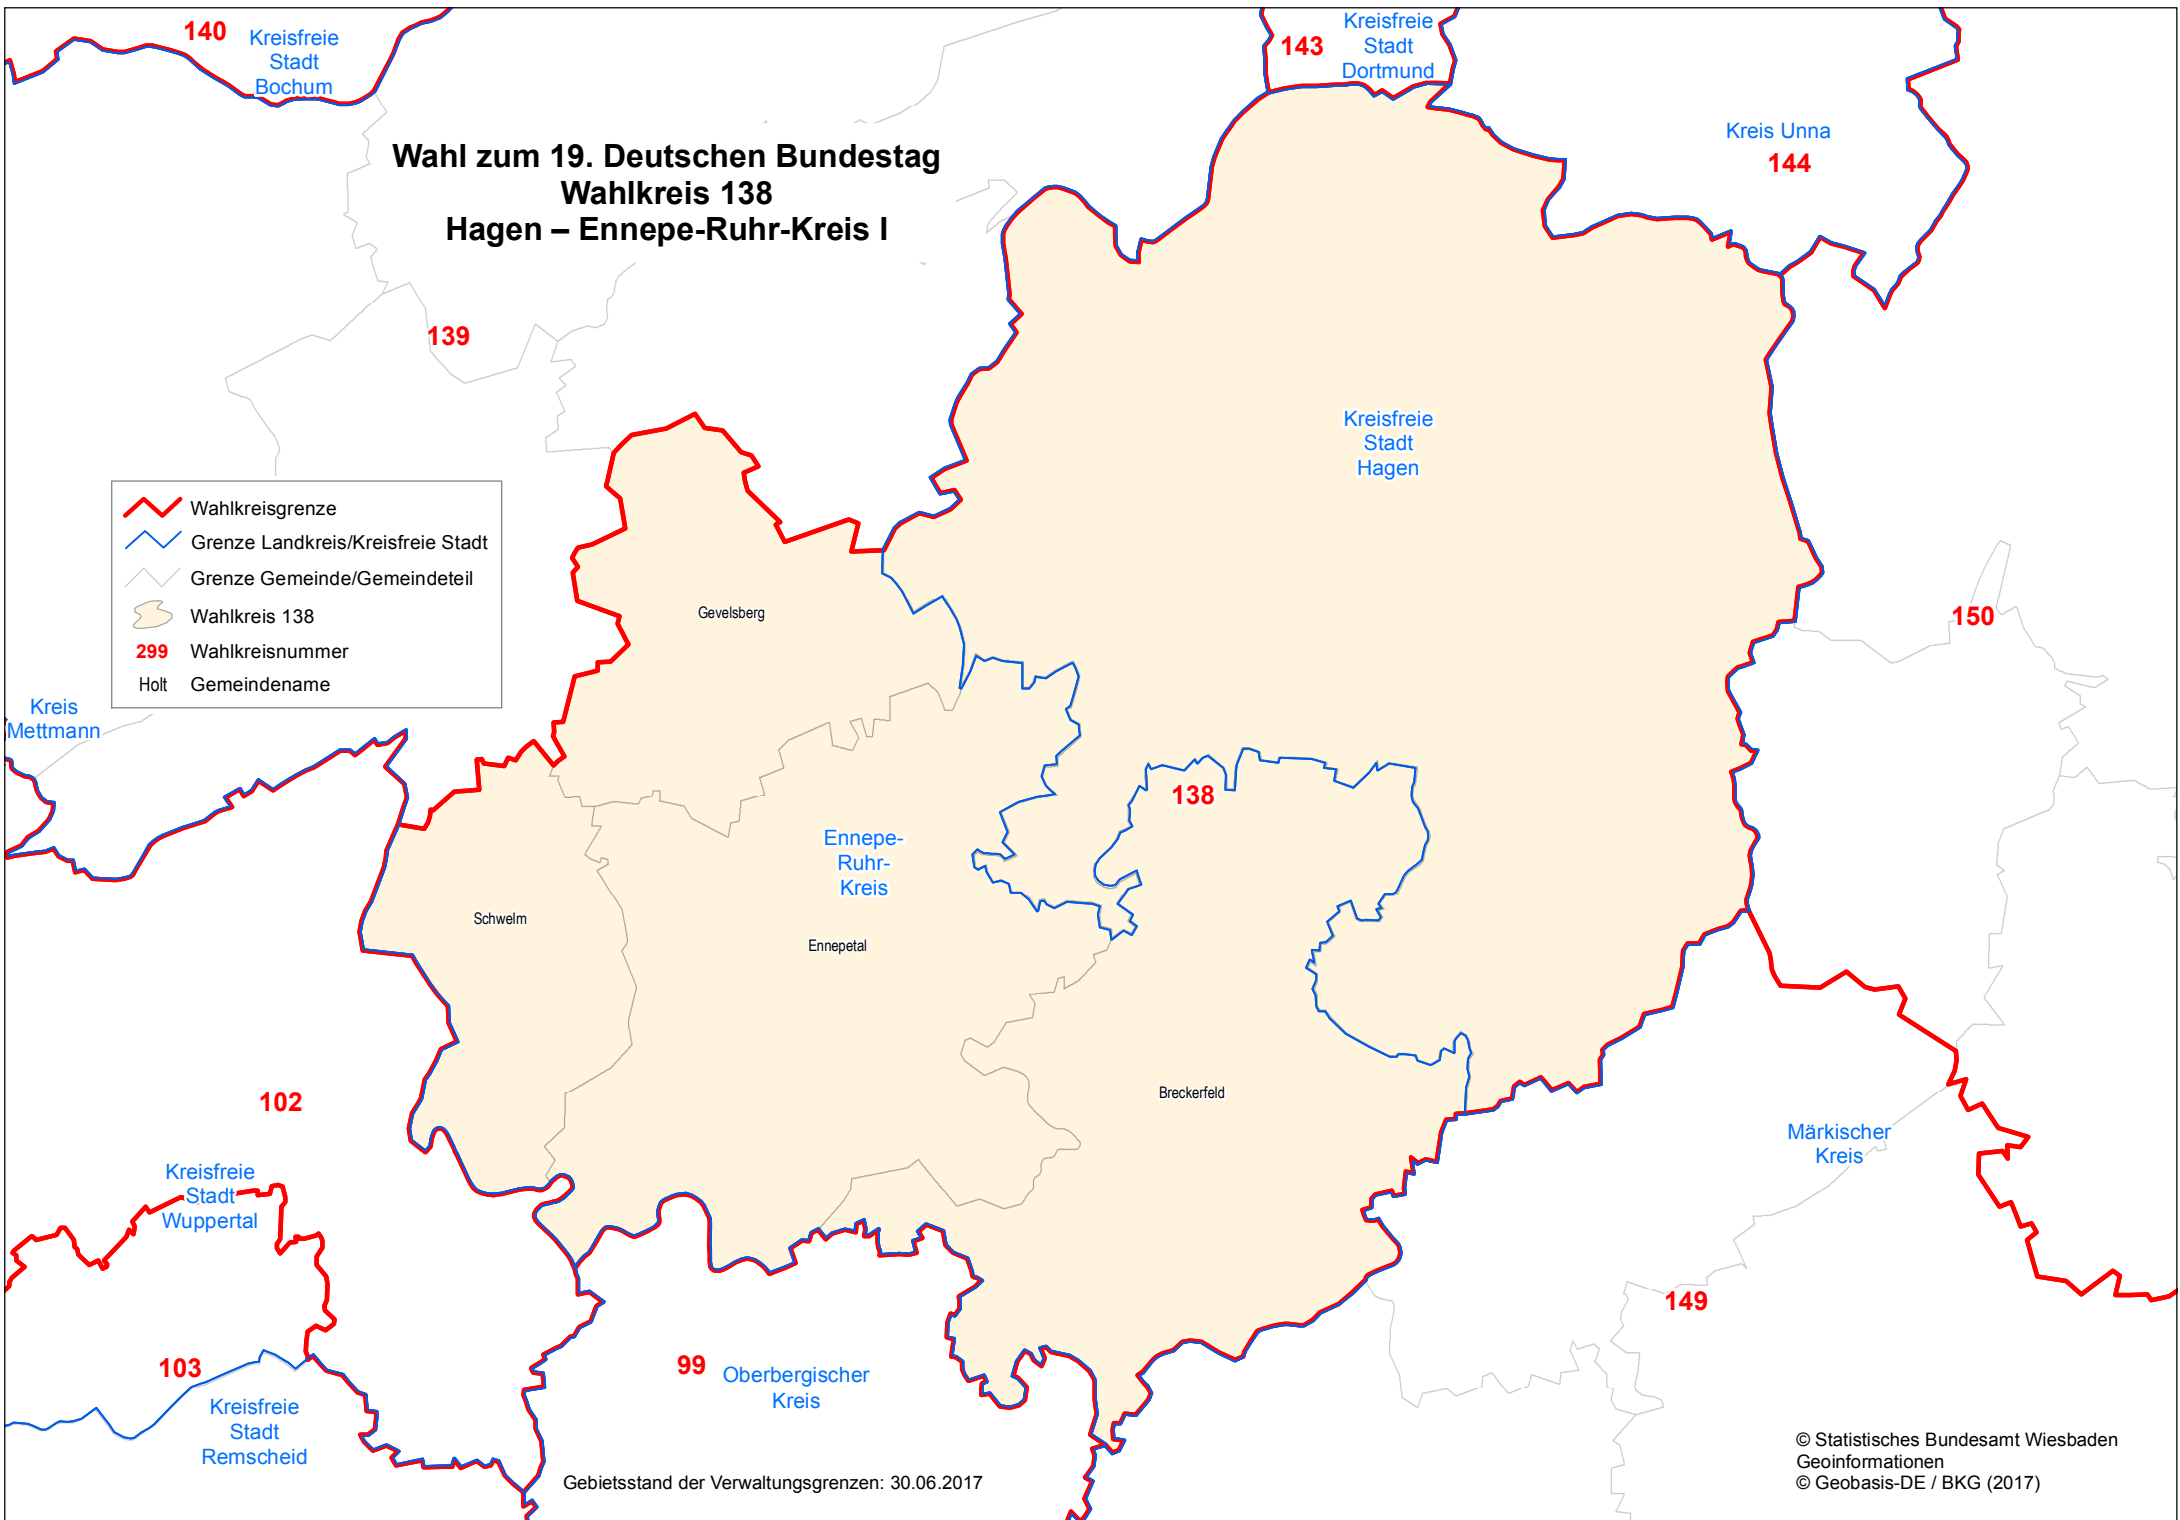 140
Kreisfreie
Stadt
Bochum
143
Kreisfreie
Stadt
Dortmund
Kreis Unna
144
Wahl zum 19. Deutschen Bundestag
Wahlkreis 138
Hagen – Ennepe-Ruhr-Kreis I
139
Kreisfreie
Stadt
Hagen
Wahlkreisgrenze
Grenze Landkreis/Kreisfreie Stadt
Grenze Gemeinde/Gemeindeteil
Wahlkreis 138
299 Wahlkreisnummer
Holt Gemeindename
Gevelsberg
150
Kreis
Mettmann
138
Ennepe-
Ruhr-
Kreis
Schwelm
Ennepetal
Breckerfeld
102
Märkischer
Kreis
Kreisfreie
Stadt
Wuppertal
149
103
99
Oberbergischer
Kreis
Kreisfreie
Stadt
Remscheid
Gebietsstand der Verwaltungsgrenzen: 30.06.2017
© Statistisches Bundesamt Wiesbaden
Geoinformationen
© Geobasis-DE / BKG (2017)